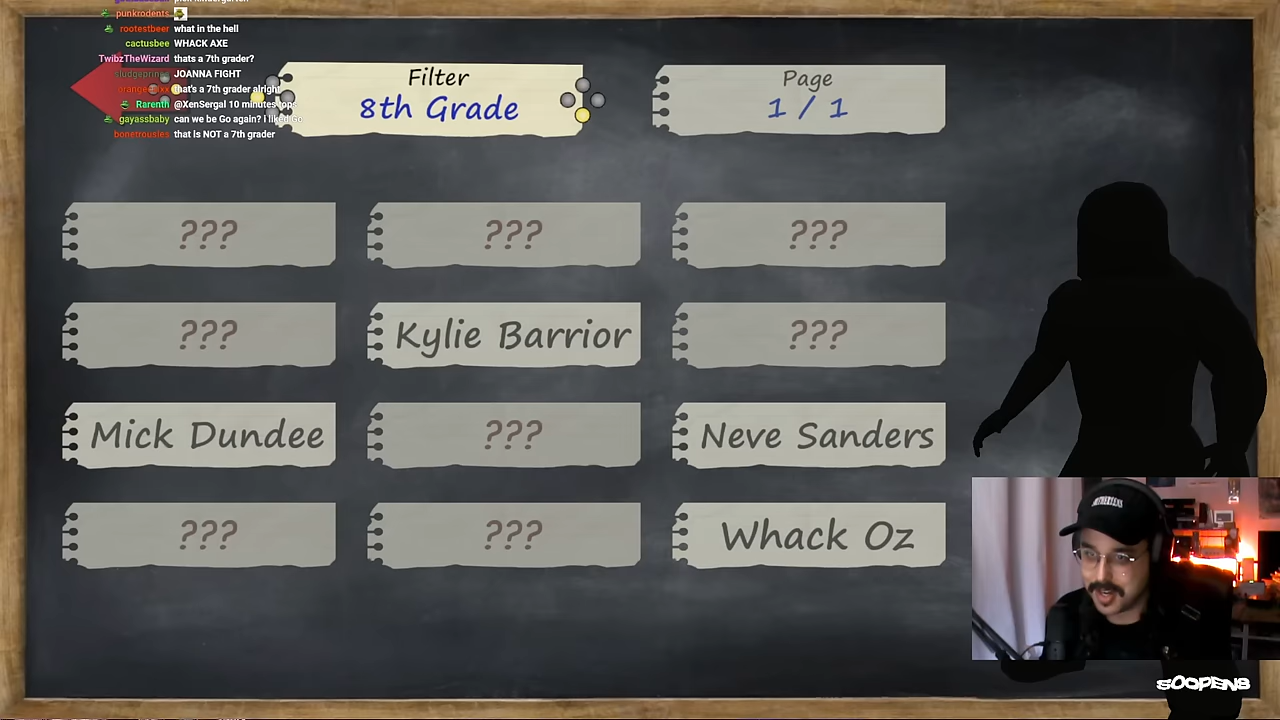 punkrodents
rootestbeer what in the hell
cactusbee WHACK AXE
TwibzTheWizard thats a 7th grader?
JOANNA FIGHT
that's a 7th grader alright
Rarenth @XenSergal 10 minutes tops
gayassbaby can we be Go again? i liked Go
bonetrousles that is NOT a 7th grader
Filter
8th Grade
Page
1 / 1
???
???
???
???
Kylie Barrior
???
Mick Dundee
???
Neve Sanders
???
???
Whack Oz
SOOPENS